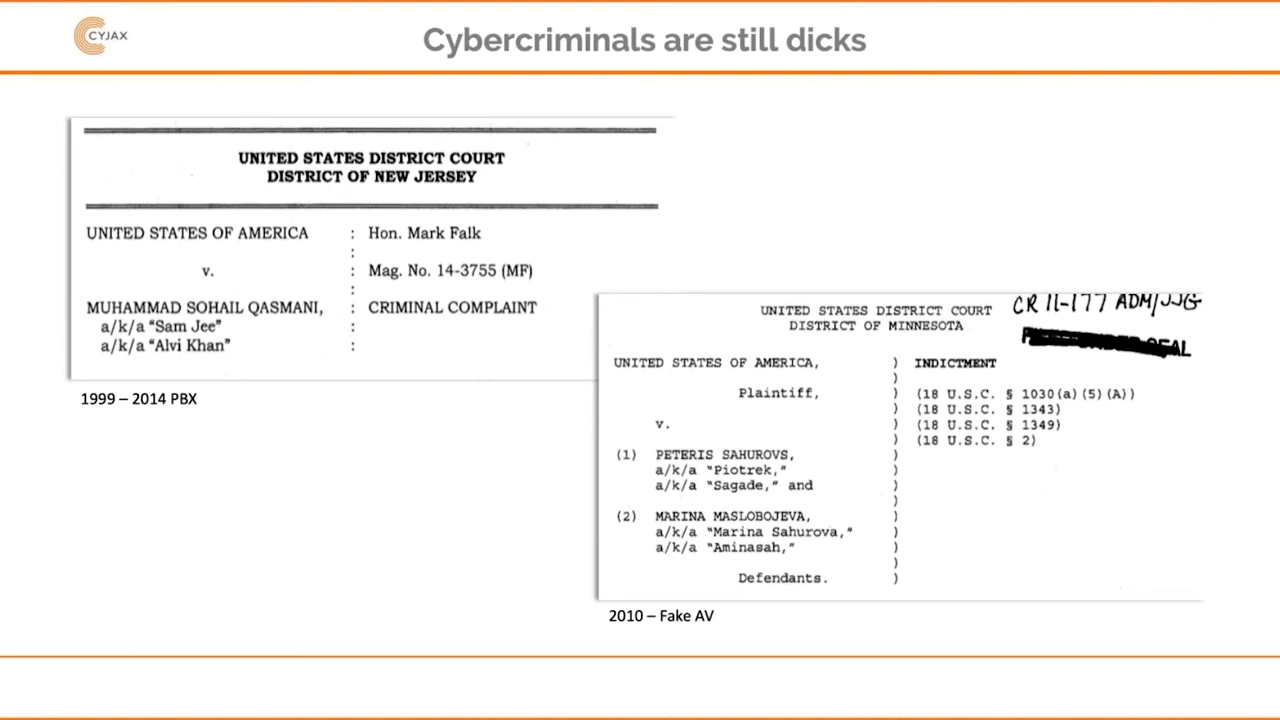 CYJAX
Cybercriminals are still dicks
UNITED STATES DISTRICT COURT
DISTRICT OF NEW JERSEY
UNITED STATES OF AMERICA : Hon. Mark Falk
:
v. : Mag. No. 14-3755 (MF)
:
MUHAMMAD SOHAIL QASMANI, : CRIMINAL COMPLAINT
a/k/a "Sam Jee" :
a/k/a "Alvi Khan" :
1999 – 2014 PBX
UNITED STATES DISTRICT COURT
DISTRICT OF MINNESOTA
CR 11-177 ADM/JJG
UNITED STATES OF AMERICA, ) INDICTMENT
)
Plaintiff, ) (18 U.S.C. § 1030(a)(5)(A))
) (18 U.S.C. § 1343)
v. ) (18 U.S.C. § 1349)
) (18 U.S.C. § 2)
(1) PETERIS SAHUROVS, )
a/k/a "Piotrek," )
a/k/a "Sagade," and )
)
(2) MARINA MASLOBOJEVA, )
a/k/a "Marina Sahurova," )
a/k/a "Aminasah," )
)
Defendants. )
2010 – Fake AV